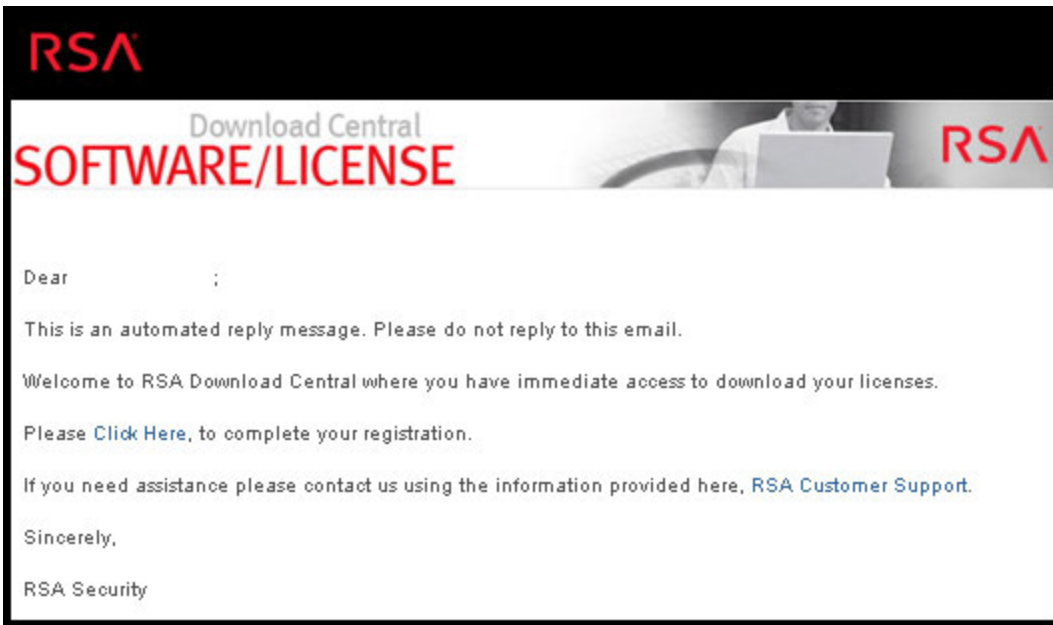 RSA
Download Central
SOFTWARE/LICENSE
RSA
Dear ;
This is an automated reply message. Please do not reply to this email.
Welcome to RSA Download Central where you have immediate access to download your licenses.
Please Click Here, to complete your registration.
If you need assistance please contact us using the information provided here, RSA Customer Support.
Sincerely,
RSA Security